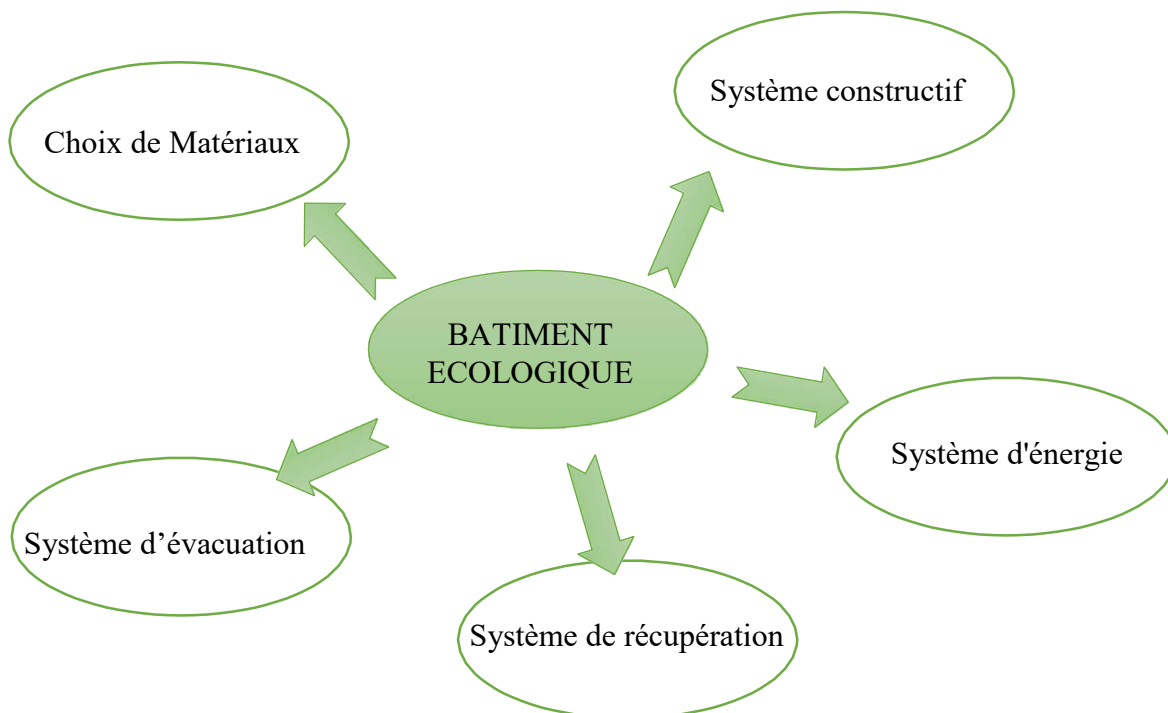 Système constructif
Choix de Matériaux
BATIMENT
ECOLOGIQUE
Système d'énergie
Système d’évacuation
Système de récupération